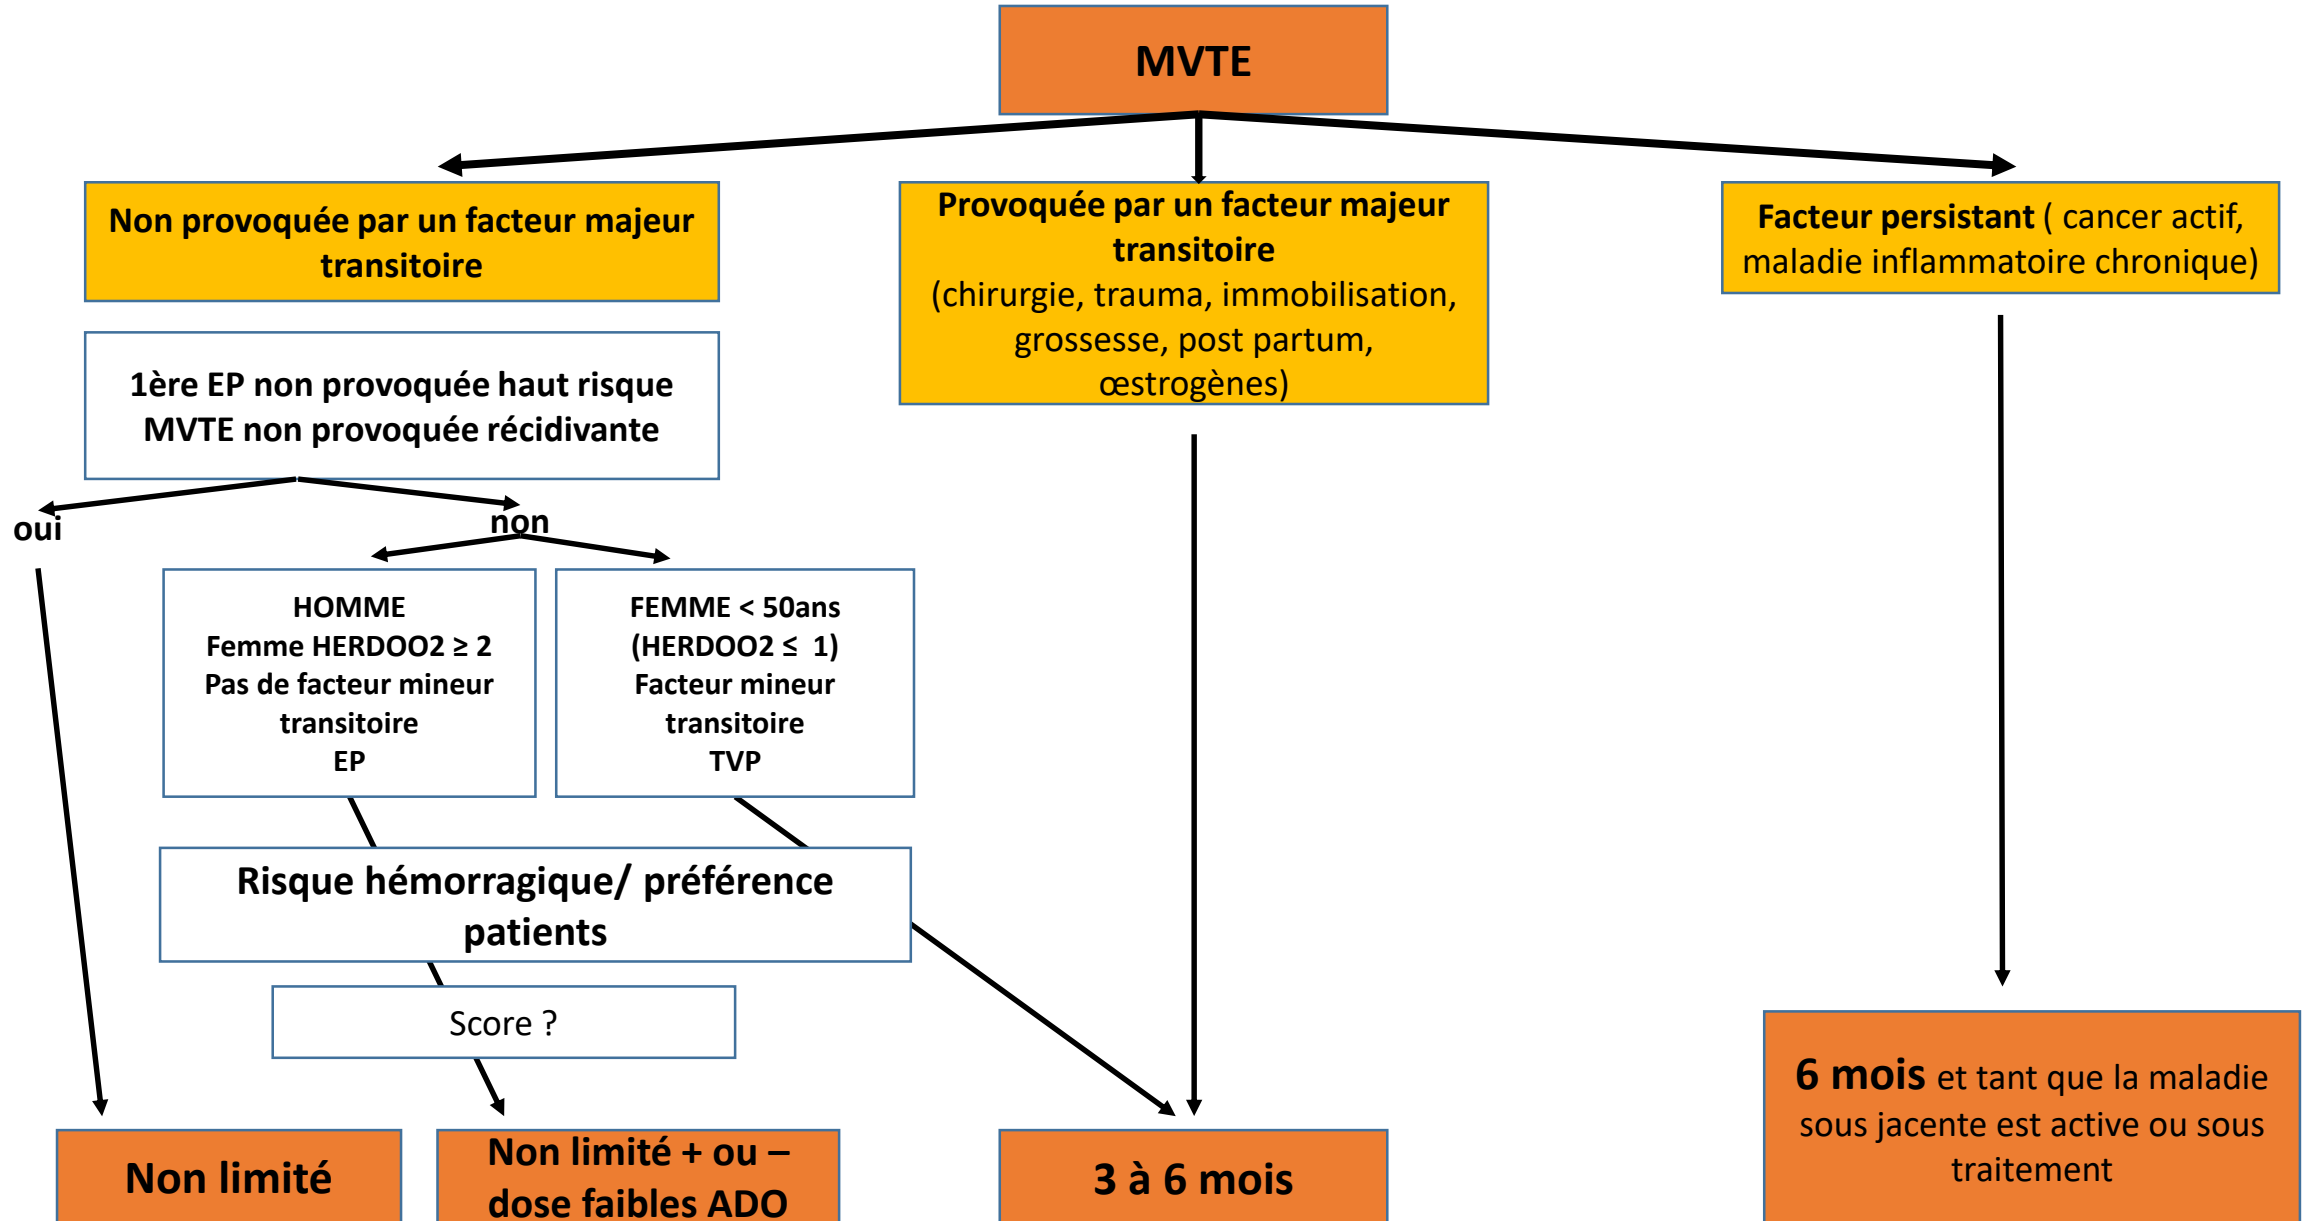 MVTE
Non provoquée par un facteur majeur
transitoire
Provoquée par un facteur majeur
transitoire
(chirurgie, trauma, immobilisation,
grossesse, post partum,
œstrogènes)
Facteur persistant ( cancer actif,
maladie inflammatoire chronique)
1ère EP non provoquée haut risque
MVTE non provoquée récidivante
oui
non
HOMME
Femme HERDOO2 ≥ 2
Pas de facteur mineur
transitoire
EP
FEMME < 50ans
(HERDOO2 ≤ 1)
Facteur mineur
transitoire
TVP
Risque hémorragique/ préférence
patients
Score ?
Non limité
Non limité + ou –
dose faibles ADO
3 à 6 mois
6 mois et tant que la maladie
sous jacente est active ou sous
traitement